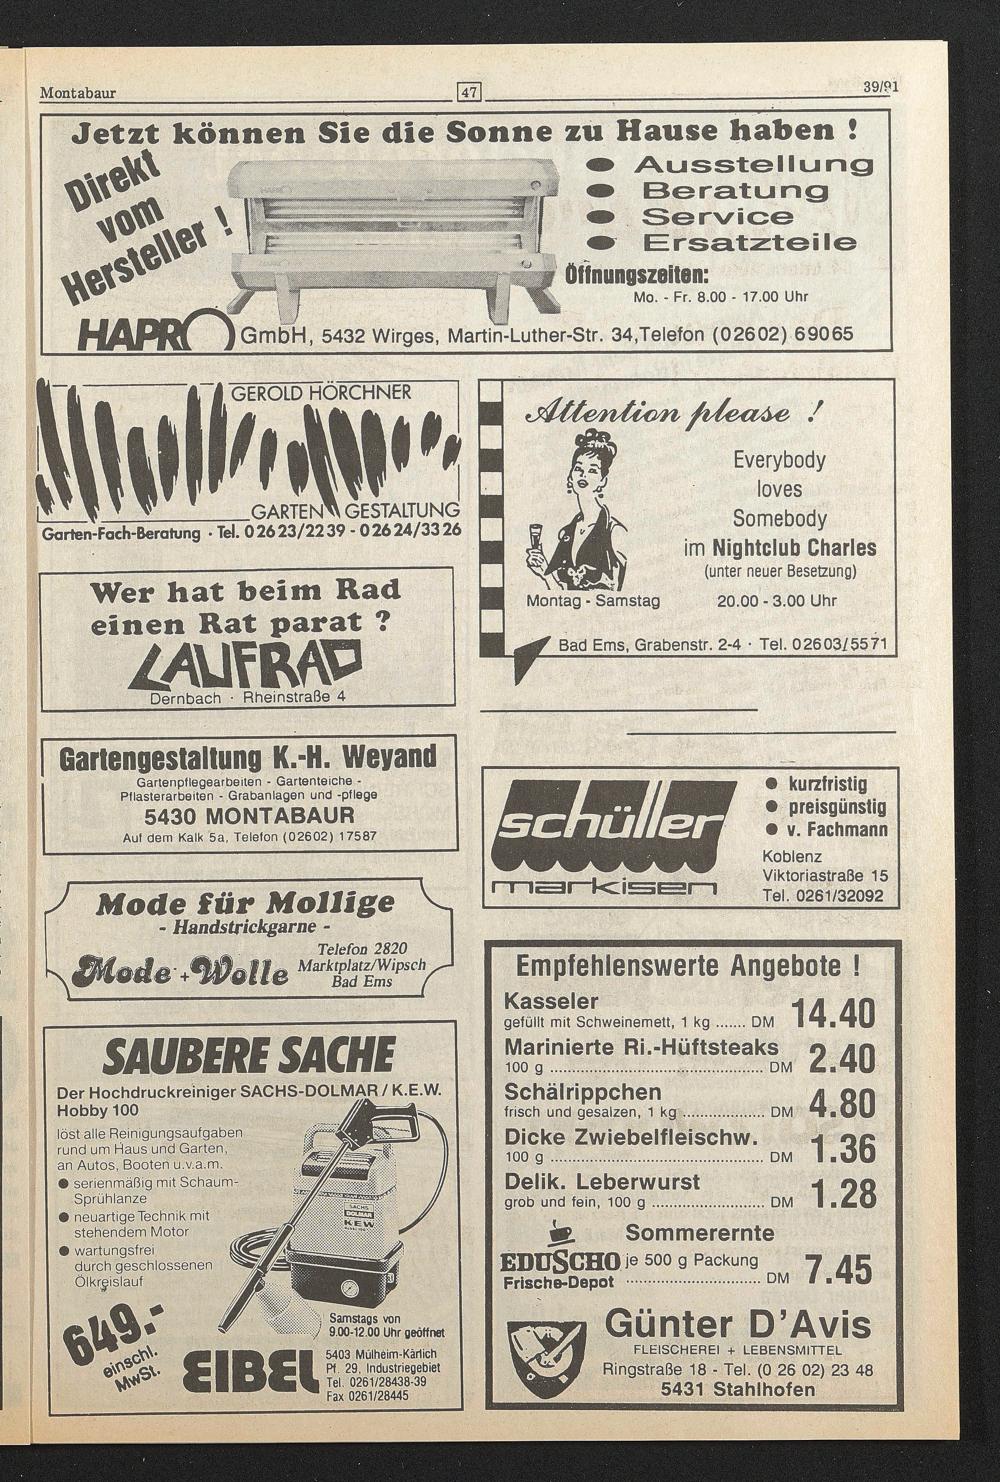 Montabaur
47
39/91
Jetzt können Sie die Sonne zu Hause haben !
Direkt
vom
Hersteller !
● Ausstellung
● Beratung
● Service
● Ersatzteile
Öffnungszeiten:
Mo. - Fr. 8.00 - 17.00 Uhr
HAPRO GmbH, 5432 Wirges, Martin-Luther-Str. 34,Telefon (02602) 69065
GEROLD HÖRCHNER
GARTEN GESTALTUNG
Garten-Fach-Beratung · Tel. 02623/2239 - 02624/3326
Wer hat beim Rad
einen Rat parat ?
LAUFRAD
Dernbach · Rheinstraße 4
Gartengestaltung K.-H. Weyand
Gartenpflegearbeiten - Gartenteiche -
Pflasterarbeiten - Grabanlagen und -pflege
5430 MONTABAUR
Auf dem Kalk 5a, Telefon (02602) 17587
Mode für Mollige
- Handstrickgarne -
Mode + Wolle
Telefon 2820
Marktplatz/Wipsch
Bad Ems
SAUBERE SACHE
Der Hochdruckreiniger SACHS-DOLMAR / K.E.W.
Hobby 100
löst alle Reinigungsaufgaben
rund um Haus und Garten,
an Autos, Booten u.v.a.m.
● serienmäßig mit Schaum-
Sprühlanze
● neuartige Technik mit
stehendem Motor
● wartungsfrei
durch geschlossenen
Ölkreislauf
SACHS
DOLMAR
KEW
649.-
einschl.
MwSt.
Samstags von
9.00-12.00 Uhr geöffnet
EIBEL
5403 Mülheim-Kärlich
Pf. 29, Industriegebiet
Tel. 0261/28438-39
Fax 0261/28445
Attention please !
Everybody
loves
Somebody
im Nightclub Charles
(unter neuer Besetzung)
Montag - Samstag 20.00 - 3.00 Uhr
Bad Ems, Grabenstr. 2-4 · Tel. 02603/5571
schüller
markisen
● kurzfristig
● preisgünstig
● v. Fachmann
Koblenz
Viktoriastraße 15
Tel. 0261/32092
Empfehlenswerte Angebote !
Kasseler
gefüllt mit Schweinemett, 1 kg ....... DM 14.40
Marinierte Ri.-Hüftsteaks
100 g ............ DM 2.40
Schälrippchen
frisch und gesalzen, 1 kg ............ DM 4.80
Dicke Zwiebelfleischw.
100 g ............ DM 1.36
Delik. Leberwurst
grob und fein, 100 g ............ DM 1.28
Sommerernte
EDUSCHO je 500 g Packung
Frische-Depot ............ DM 7.45
Günter D'Avis
FLEISCHEREI + LEBENSMITTEL
Ringstraße 18 - Tel. (0 26 02) 23 48
5431 Stahlhofen